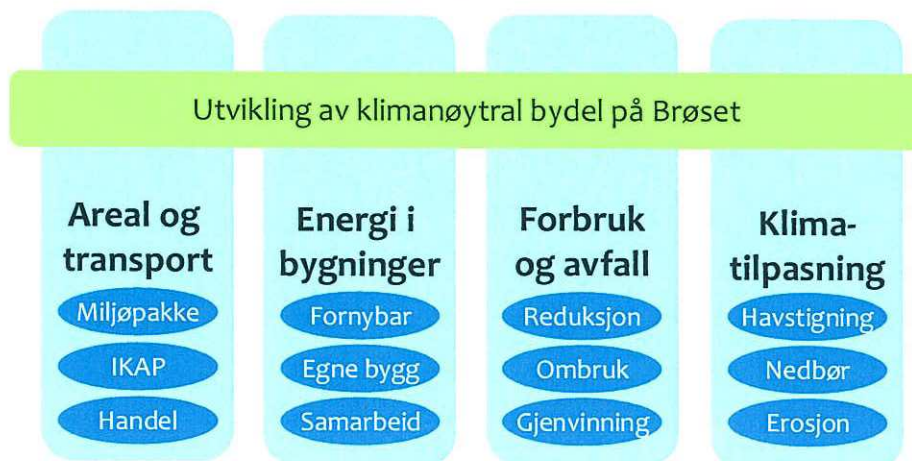 Utvikling av klimanøytral bydel på Brøset
Areal og
transport
Miljøpakke
IKAP
Handel
Energi i
bygninger
Fornybar
Egne bygg
Samarbeid
Forbruk
og avfall
Reduksjon
Ombruk
Gjenvinning
Klima-
tilpasning
Havstigning
Nedbør
Erosjon